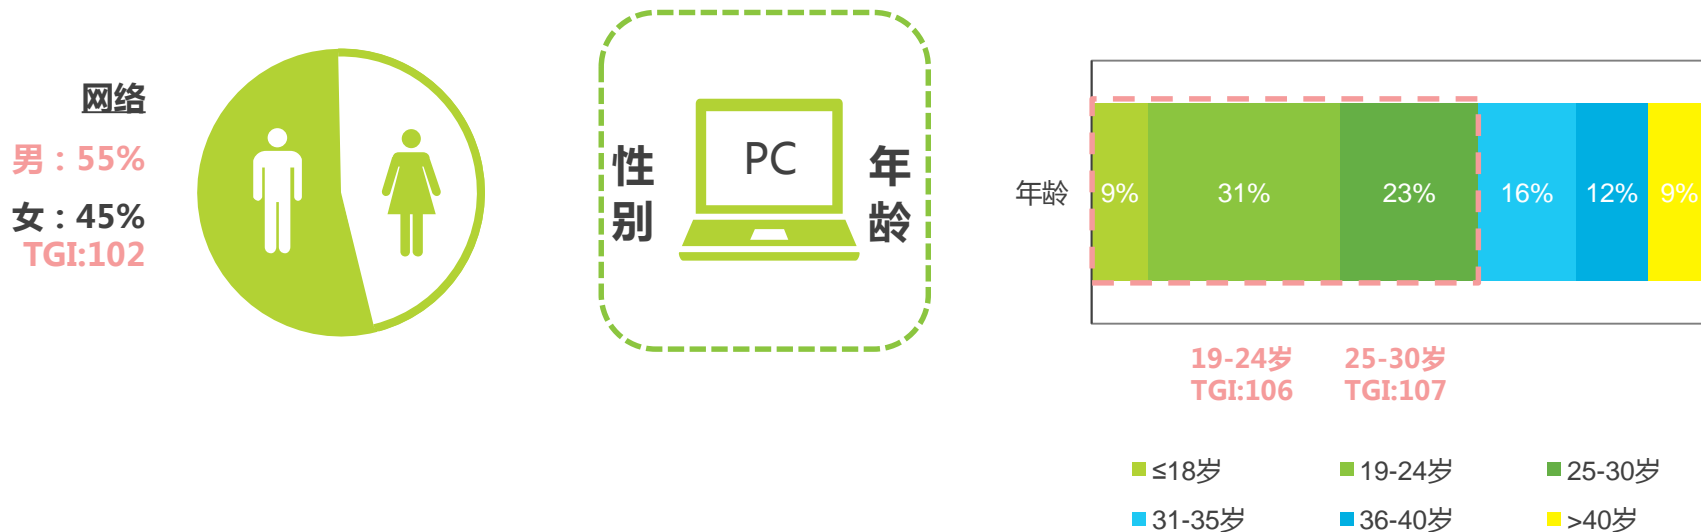 网络
男：55%
女：45%
TGI:102
性别
PC
年龄
年龄
9%
31%
23%
16%
12%
9%
19-24岁
TGI:106
25-30岁
TGI:107
≤18岁
19-24岁
25-30岁
31-35岁
36-40岁
>40岁